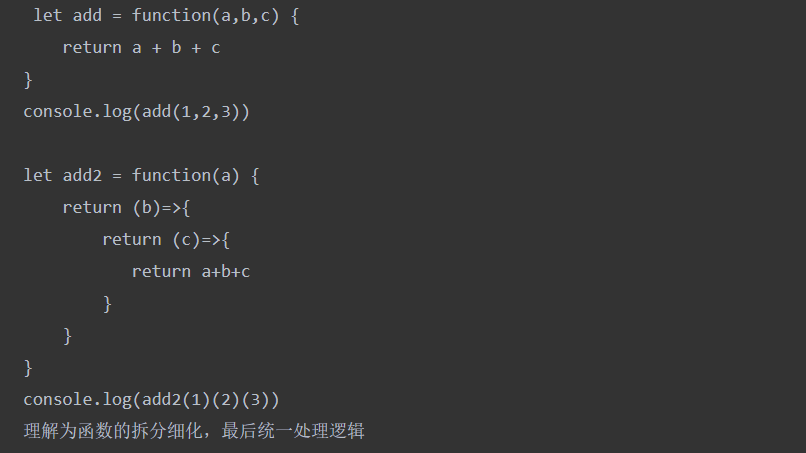 let add = function(a,b,c) {
return a + b + c
}
console.log(add(1,2,3))
let add2 = function(a) {
return (b)=>{
return (c)=>{
return a+b+c
}
}
}
console.log(add2(1)(2)(3))
理解为函数的拆分细化，最后统一处理逻辑